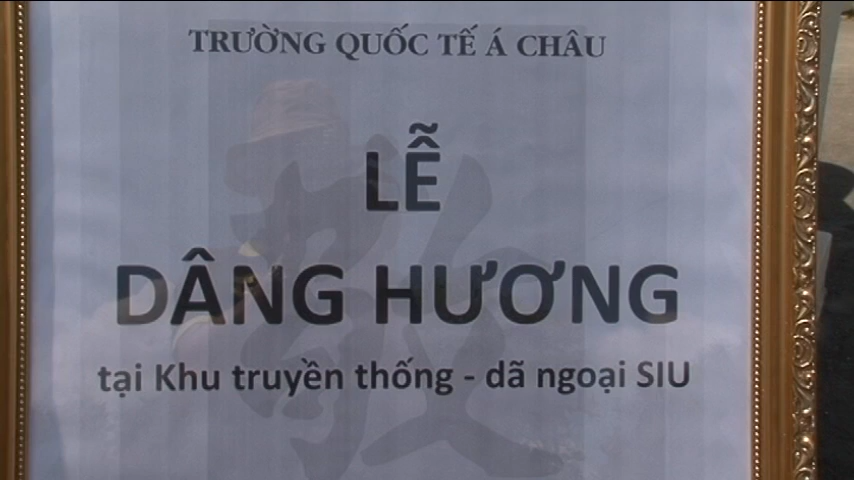 TRƯỜNG QUỐC TẾ Á CHÂU
LỄ
DÂNG HƯƠNG
tại Khu truyền thống - dã ngoại SIU